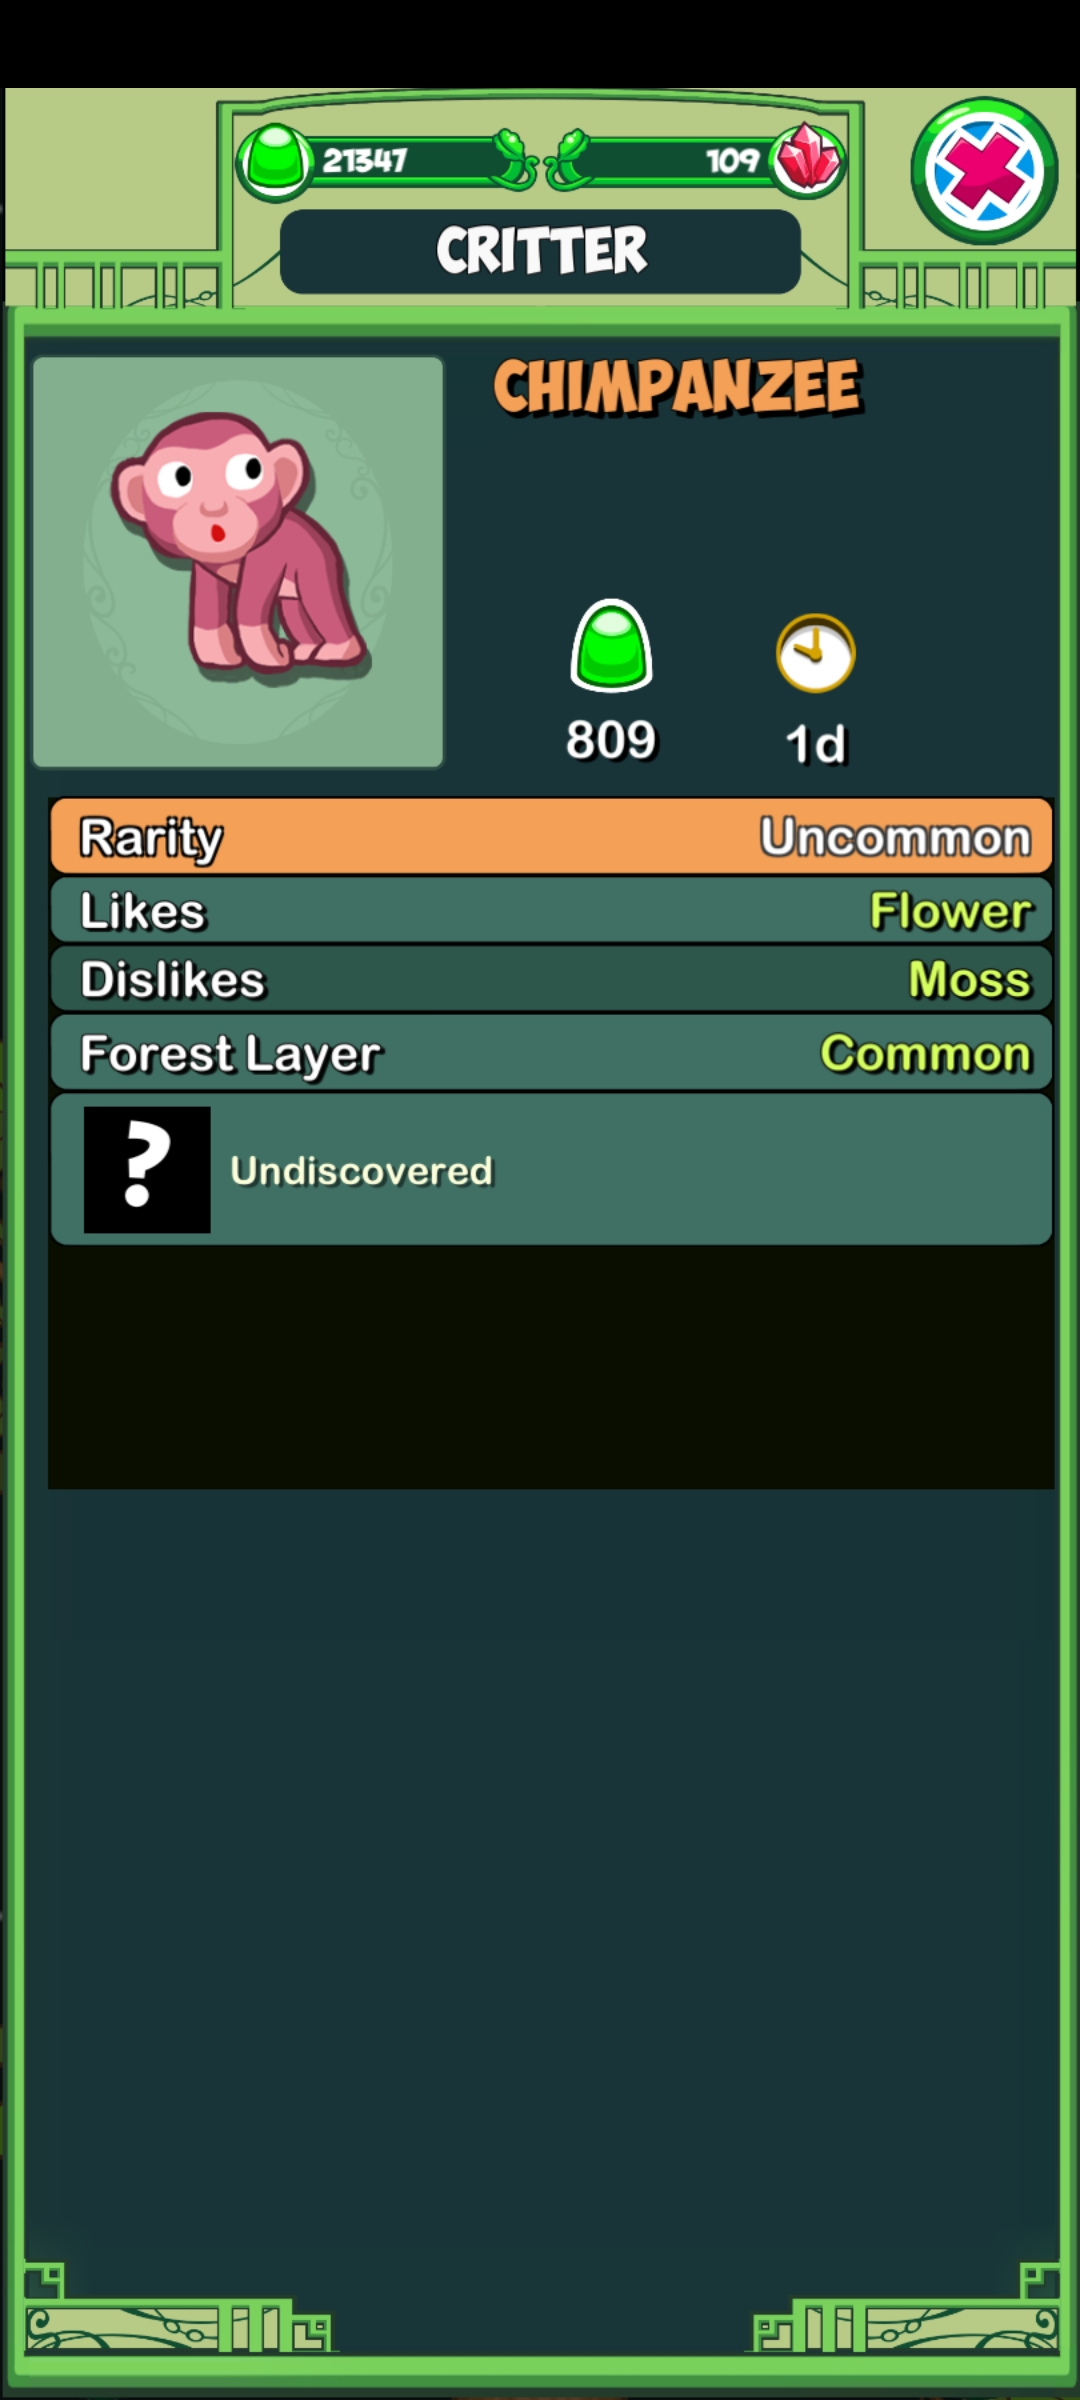 21347
109
CRITTER
CHIMPANZEE
809
1d
Rarity Uncommon
Likes Flower
Dislikes Moss
Forest Layer Common
? Undiscovered